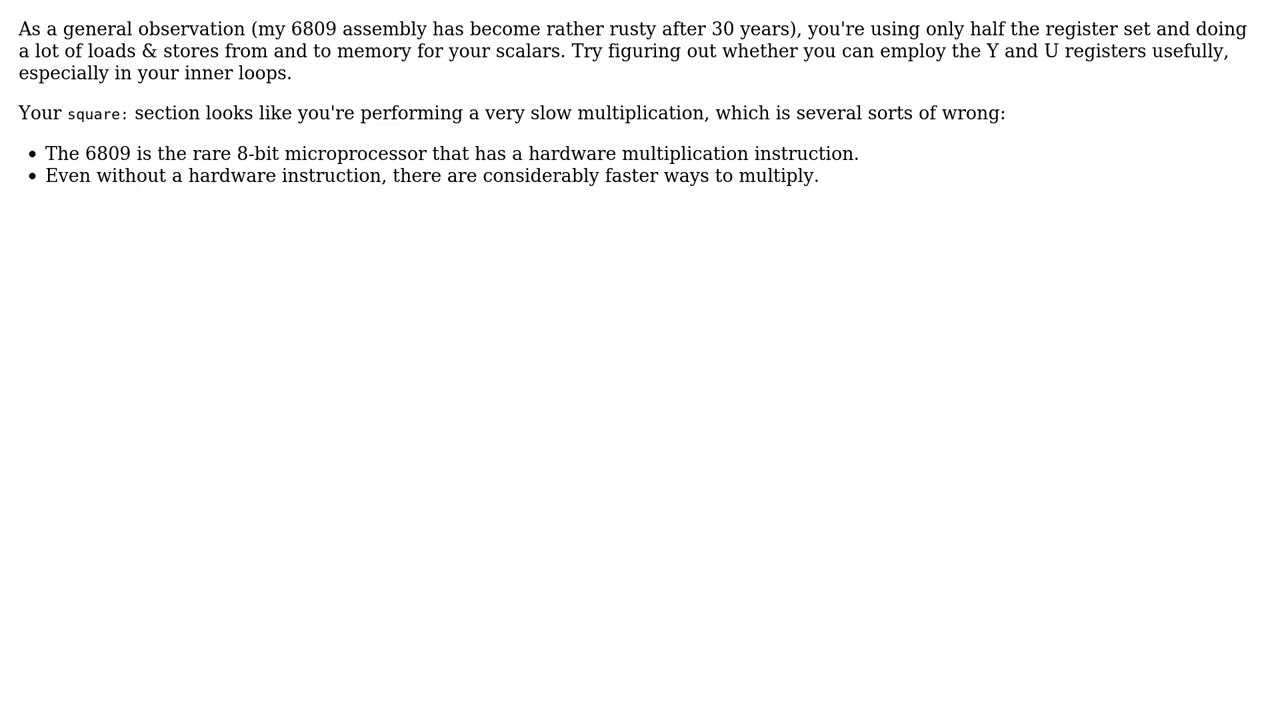 As a general observation (my 6809 assembly has become rather rusty after 30 years), you're using only half the register set and doing
a lot of loads & stores from and to memory for your scalars. Try figuring out whether you can employ the Y and U registers usefully,
especially in your inner loops.
Your square: section looks like you're performing a very slow multiplication, which is several sorts of wrong:
• The 6809 is the rare 8-bit microprocessor that has a hardware multiplication instruction.
• Even without a hardware instruction, there are considerably faster ways to multiply.